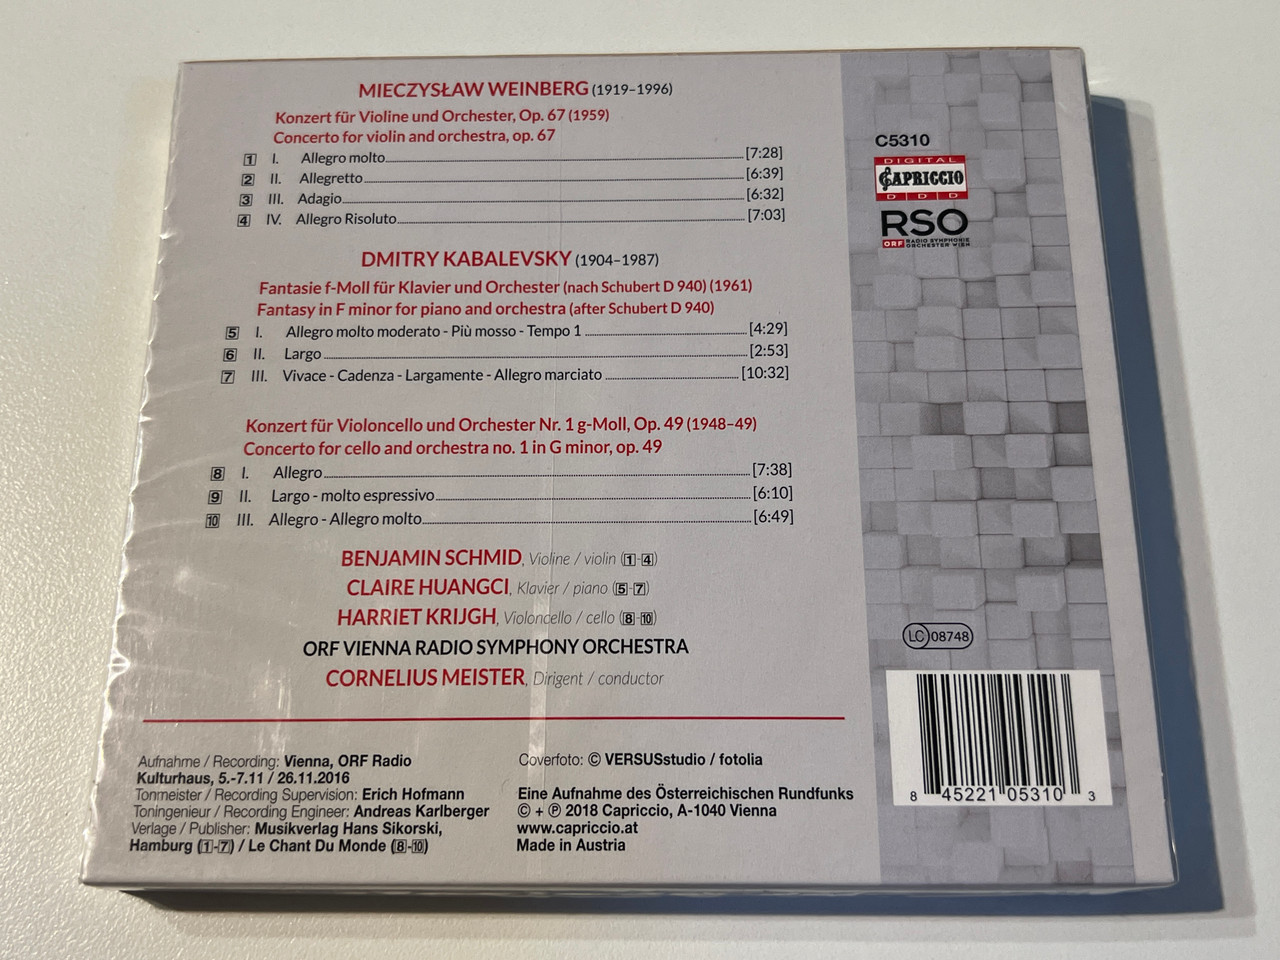 MIECZYSŁAW WEINBERG (1919–1996)
Konzert für Violine und Orchester, Op. 67 (1959)
Concerto for violin and orchestra, op. 67
1 I. Allegro molto [7:28]
2 II. Allegretto [6:39]
3 III. Adagio [6:32]
4 IV. Allegro Risoluto [7:03]
DMITRY KABALEVSKY (1904–1987)
Fantasie f-Moll für Klavier und Orchester (nach Schubert D 940) (1961)
Fantasy in F minor for piano and orchestra (after Schubert D 940)
5 I. Allegro molto moderato - Più mosso - Tempo 1 [4:29]
6 II. Largo [2:53]
7 III. Vivace - Cadenza - Largamente - Allegro marciato [10:32]
Konzert für Violoncello und Orchester Nr. 1 g-Moll, Op. 49 (1948–49)
Concerto for cello and orchestra no. 1 in G minor, op. 49
8 I. Allegro [7:38]
9 II. Largo - molto espressivo [6:10]
10 III. Allegro - Allegro molto [6:49]
BENJAMIN SCHMID, Violine / violin (1-4)
CLAIRE HUANGCI, Klavier / piano (5-7)
HARRIET KRIJGH, Violoncello / cello (8-10)
ORF VIENNA RADIO SYMPHONY ORCHESTRA
CORNELIUS MEISTER, Dirigent / conductor
Aufnahme / Recording: Vienna, ORF Radio
Kulturhaus, 5.-7.11 / 26.11.2016
Tonmeister / Recording Supervision: Erich Hofmann
Toningenieur / Recording Engineer: Andreas Karlberger
Verlage / Publisher: Musikverlag Hans Sikorski,
Hamburg (1-7) / Le Chant Du Monde (8-10)
Coverfoto: © VERSUSstudio / fotolia
Eine Aufnahme des Österreichischen Rundfunks
© + ℗ 2018 Capriccio, A-1040 Vienna
www.capriccio.at
Made in Austria
C5310
DIGITAL
CAPRICCIO
D D D
RSO
ORF RADIO SYMPHONIE
ORCHESTER WIEN
LC 08748
8 45221 05310 3